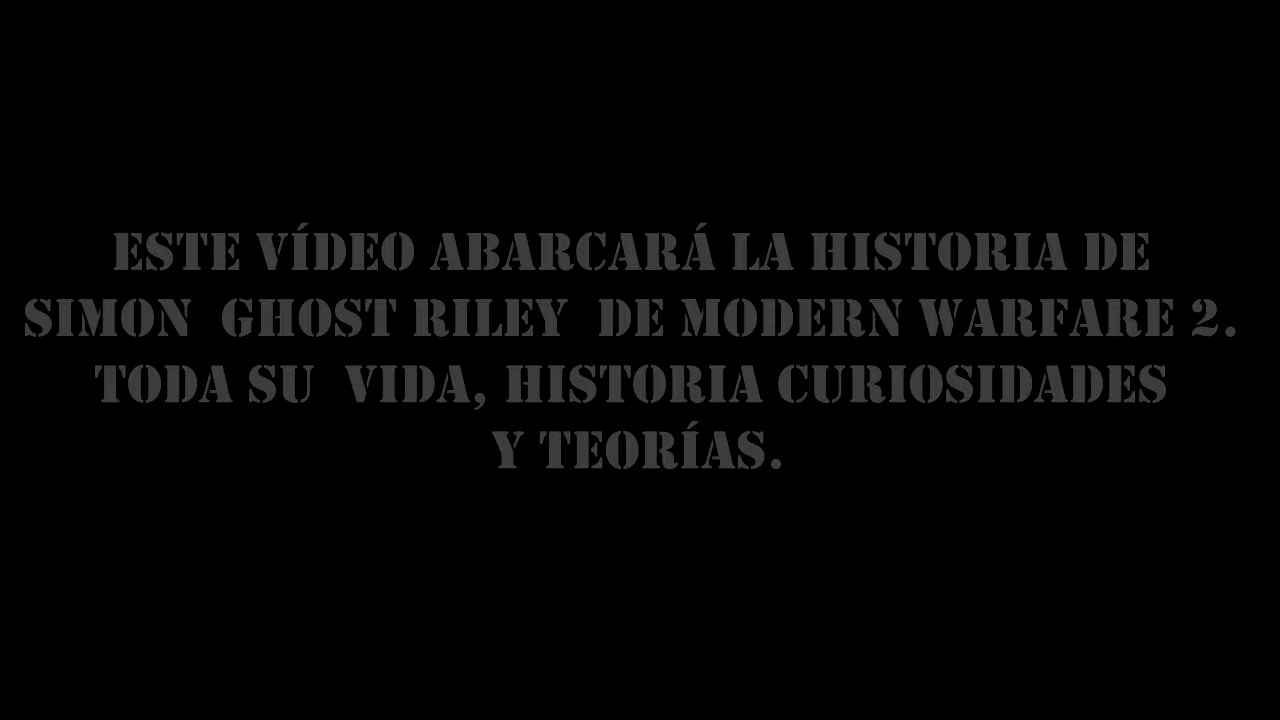 ESTE VÍDEO ABARCARÁ LA HISTORIA DE
SIMON GHOST RILEY DE MODERN WARFARE 2.
TODA SU VIDA, HISTORIA CURIOSIDADES
Y TEORÍAS.